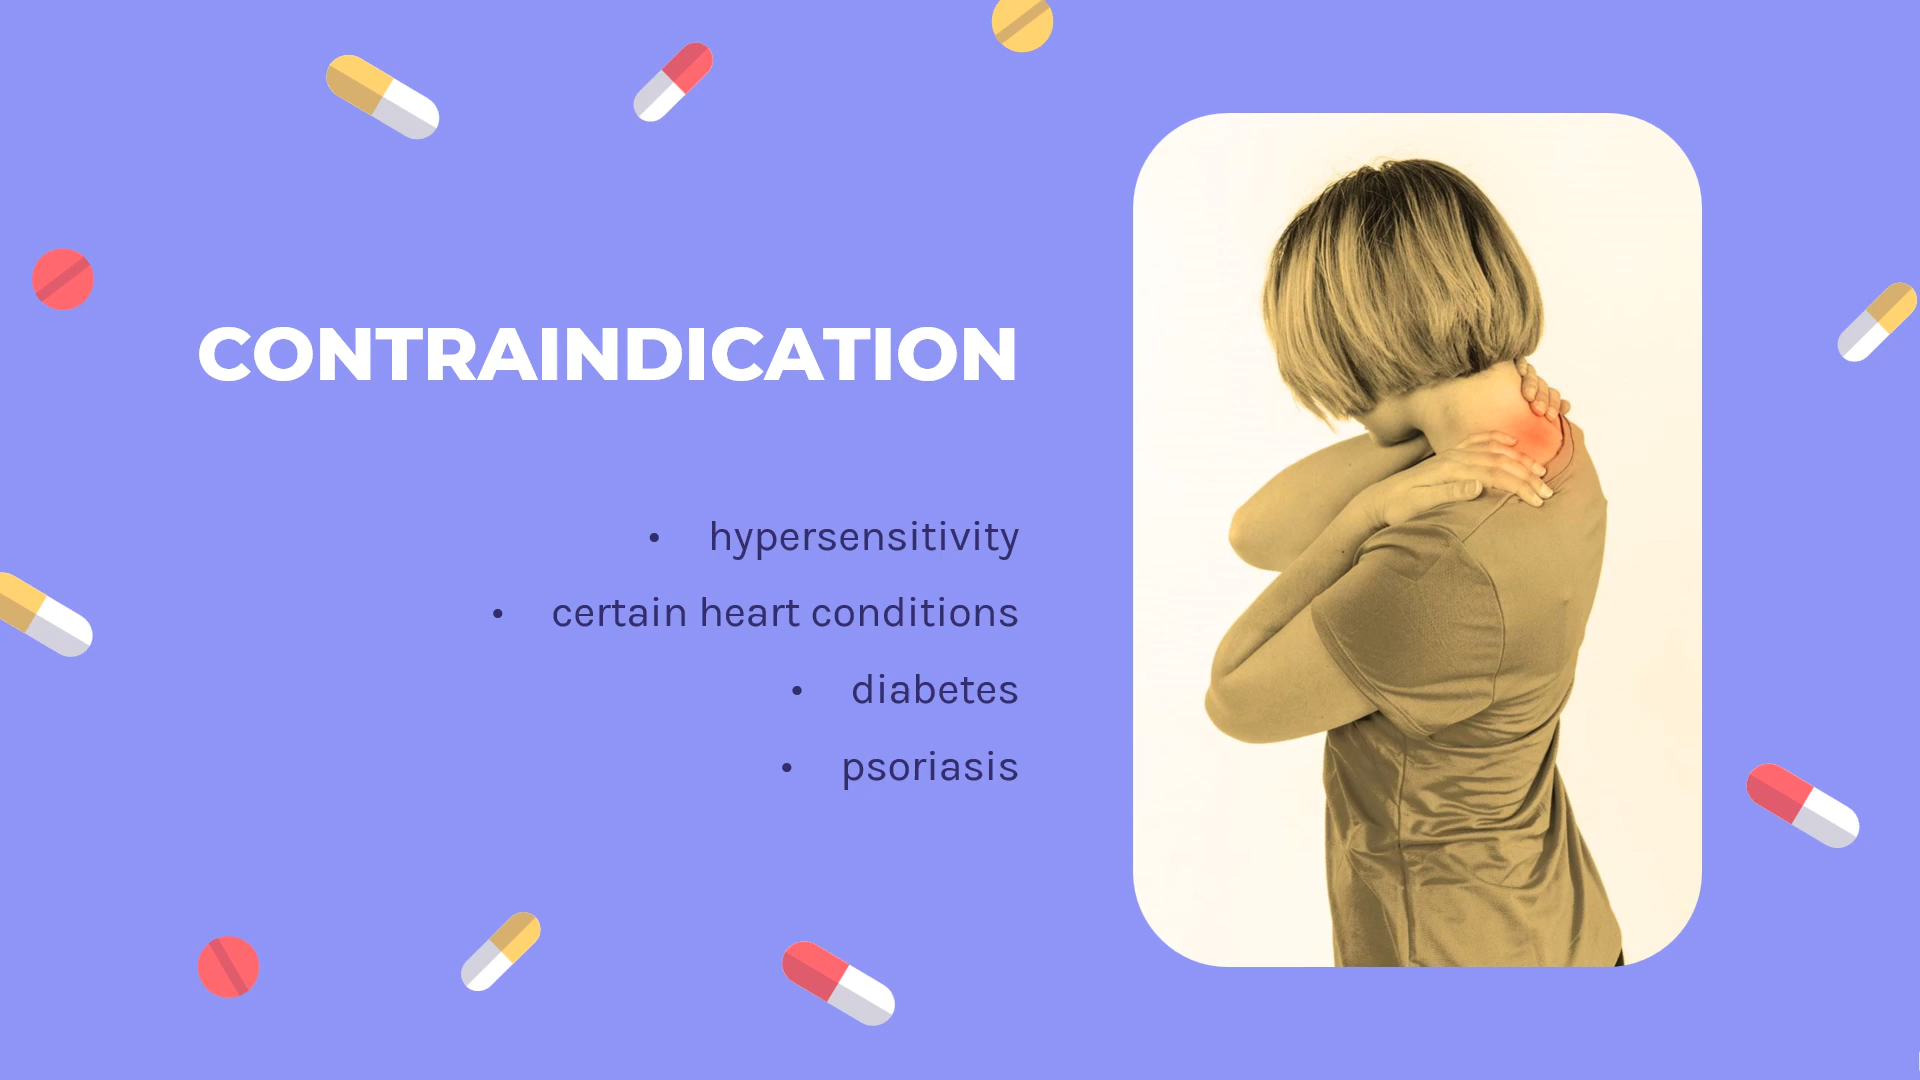 CONTRAINDICATION
• hypersensitivity
• certain heart conditions
• diabetes
• psoriasis